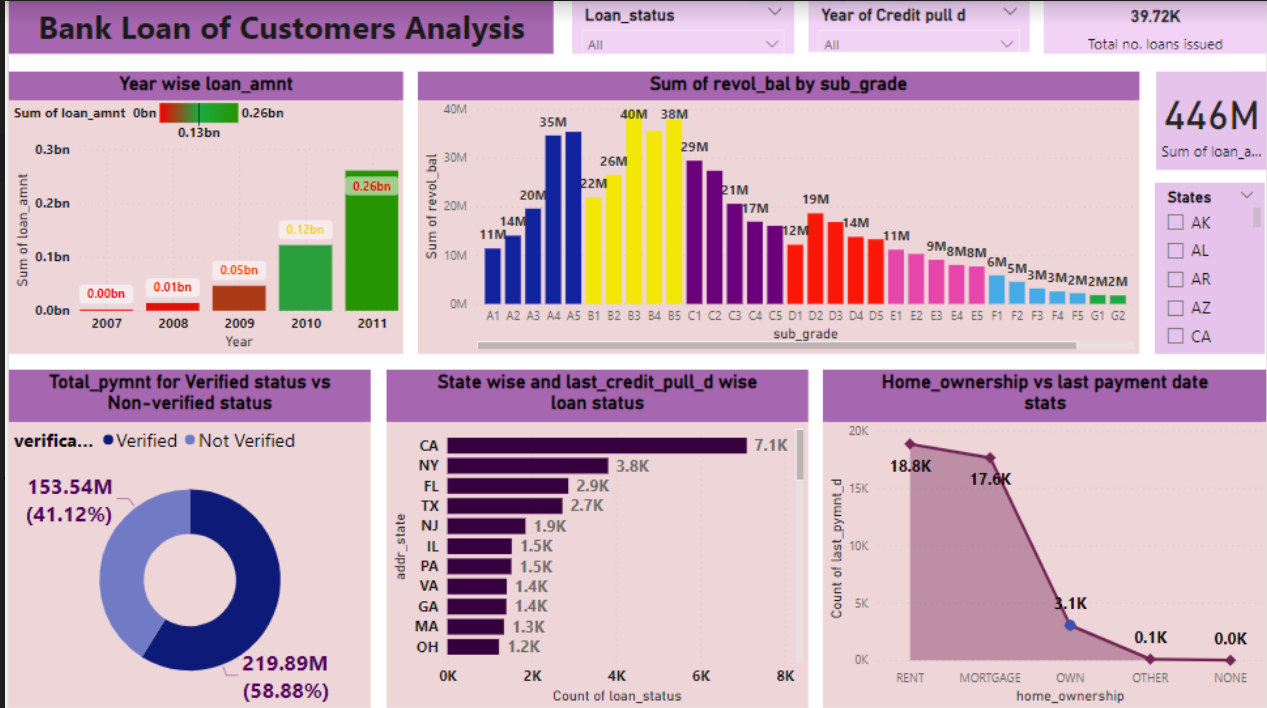 Bank Loan of Customers Analysis
Loan_status
All
Year of Credit pull d
All
39.72K
Total no. loans issued
Year wise loan_amnt
Sum of loan_amnt 0bn 0.26bn
0.13bn
Sum of loan_amnt
0.3bn
0.2bn
0.1bn
0.0bn
0.00bn 0.01bn 0.05bn 0.12bn 0.26bn
2007 2008 2009 2010 2011
Year
Sum of revol_bal by sub_grade
Sum of revol_bal
40M
30M
20M
10M
0M
11M 14M 20M 35M 22M 26M 40M 38M 29M 21M 17M 12M 19M 14M 11M 9M 8M 8M 6M 5M 3M 3M 2M 2M 2M
A1 A2 A3 A4 A5 B1 B2 B3 B4 B5 C1 C2 C3 C4 C5 D1 D2 D3 D4 D5 E1 E2 E3 E4 E5 F1 F2 F3 F4 F5 G1 G2
sub_grade
446M
Sum of loan_a...
States
AK
AL
AR
AZ
CA
Total_pymnt for Verified status vs
Non-verified status
verifica... Verified Not Verified
153.54M
(41.12%)
219.89M
(58.88%)
State wise and last_credit_pull_d wise
loan status
addr_state
CA 7.1K
NY 3.8K
FL 2.9K
TX 2.7K
NJ 1.9K
IL 1.5K
PA 1.5K
VA 1.4K
GA 1.4K
MA 1.3K
OH 1.2K
0K 2K 4K 6K 8K
Count of loan_status
Home_ownership vs last payment date
stats
Count of last_pymnt_d
20K
15K
10K
5K
0K
18.8K 17.6K 3.1K 0.1K 0.0K
RENT MORTGAGE OWN OTHER NONE
home_ownership